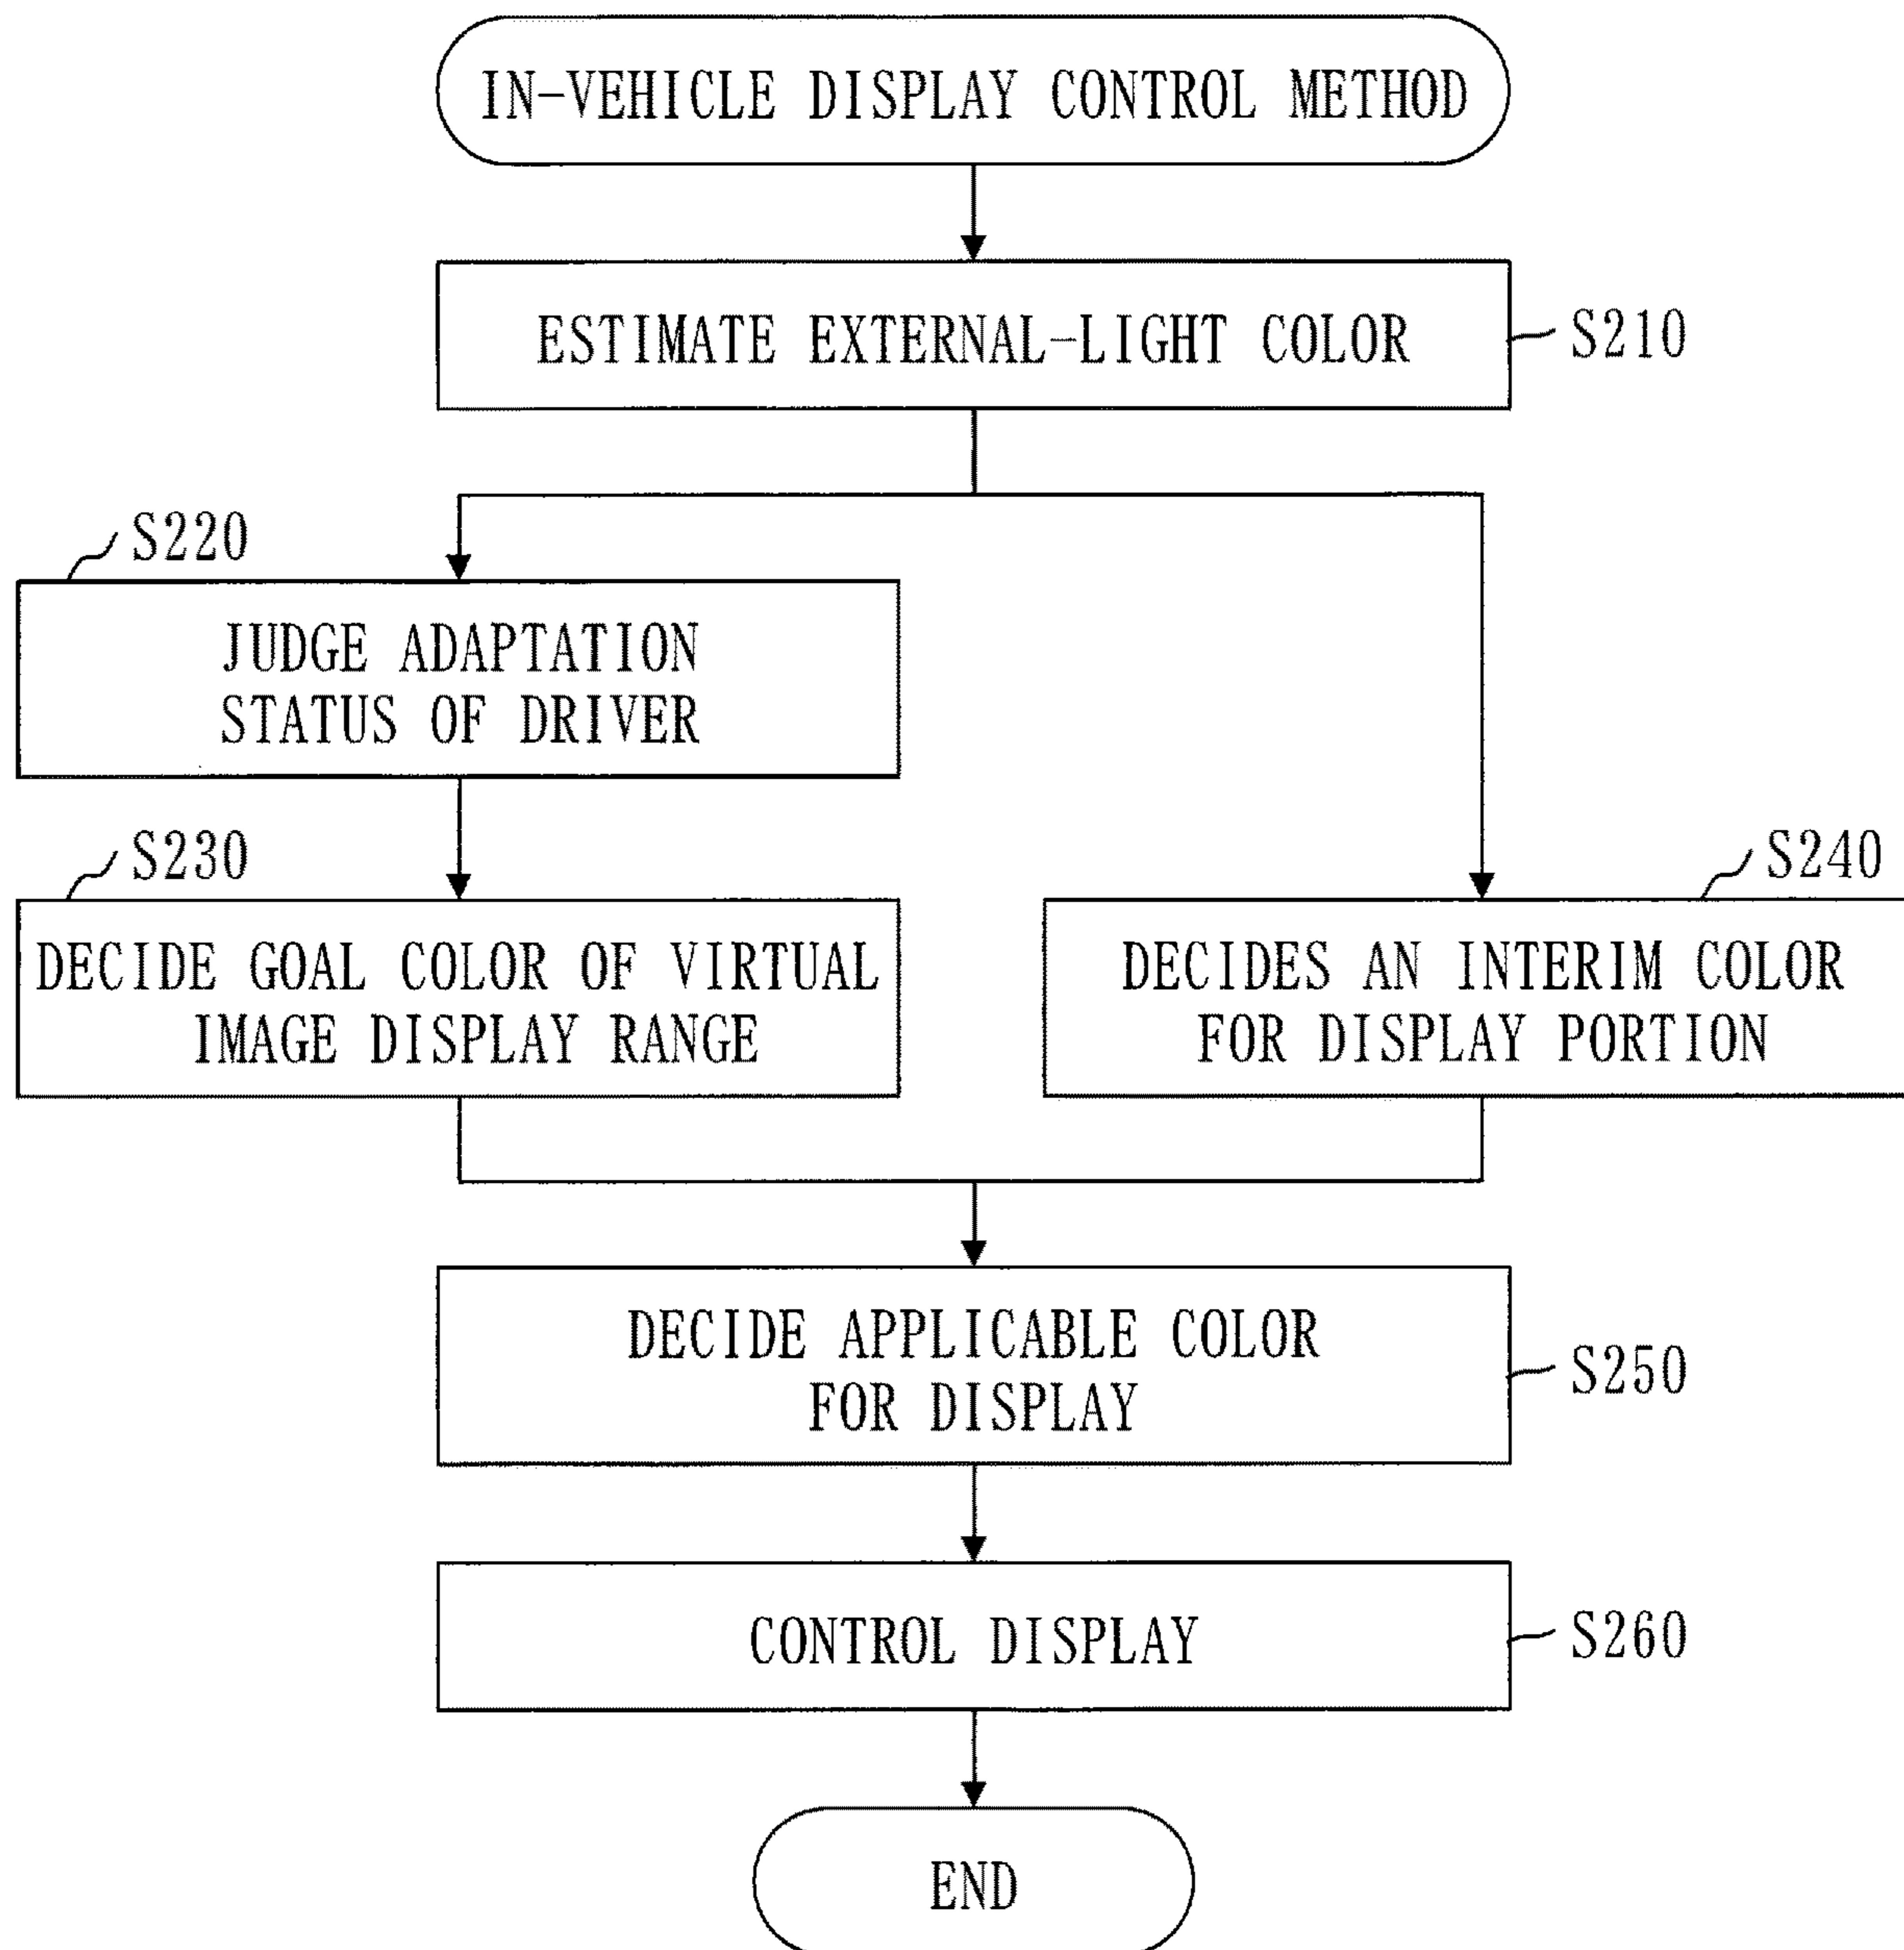 IN-VEHICLE DISPLAY CONTROL METHOD
ESTIMATE EXTERNAL-LIGHT COLOR
S210
S220
JUDGE ADAPTATION
STATUS OF DRIVER
S230
DECIDE GOAL COLOR OF VIRTUAL
IMAGE DISPLAY RANGE
S240
DECIDES AN INTERIM COLOR
FOR DISPLAY PORTION
DECIDE APPLICABLE COLOR
FOR DISPLAY
S250
CONTROL DISPLAY
S260
END